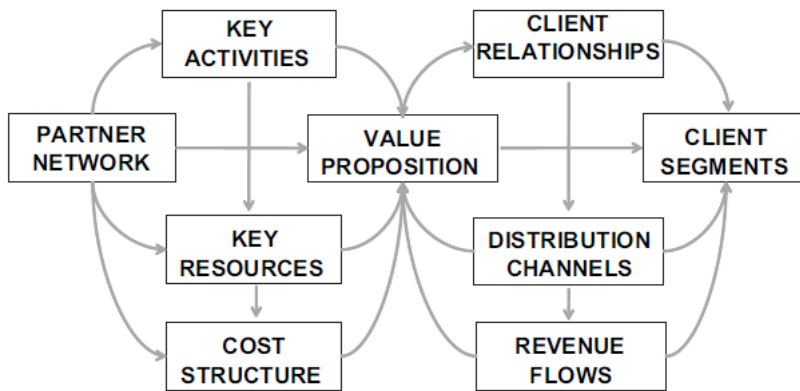 KEY
ACTIVITIES
CLIENT
RELATIONSHIPS
PARTNER
NETWORK
VALUE
PROPOSITION
CLIENT
SEGMENTS
KEY
RESOURCES
DISTRIBUTION
CHANNELS
COST
STRUCTURE
REVENUE
FLOWS